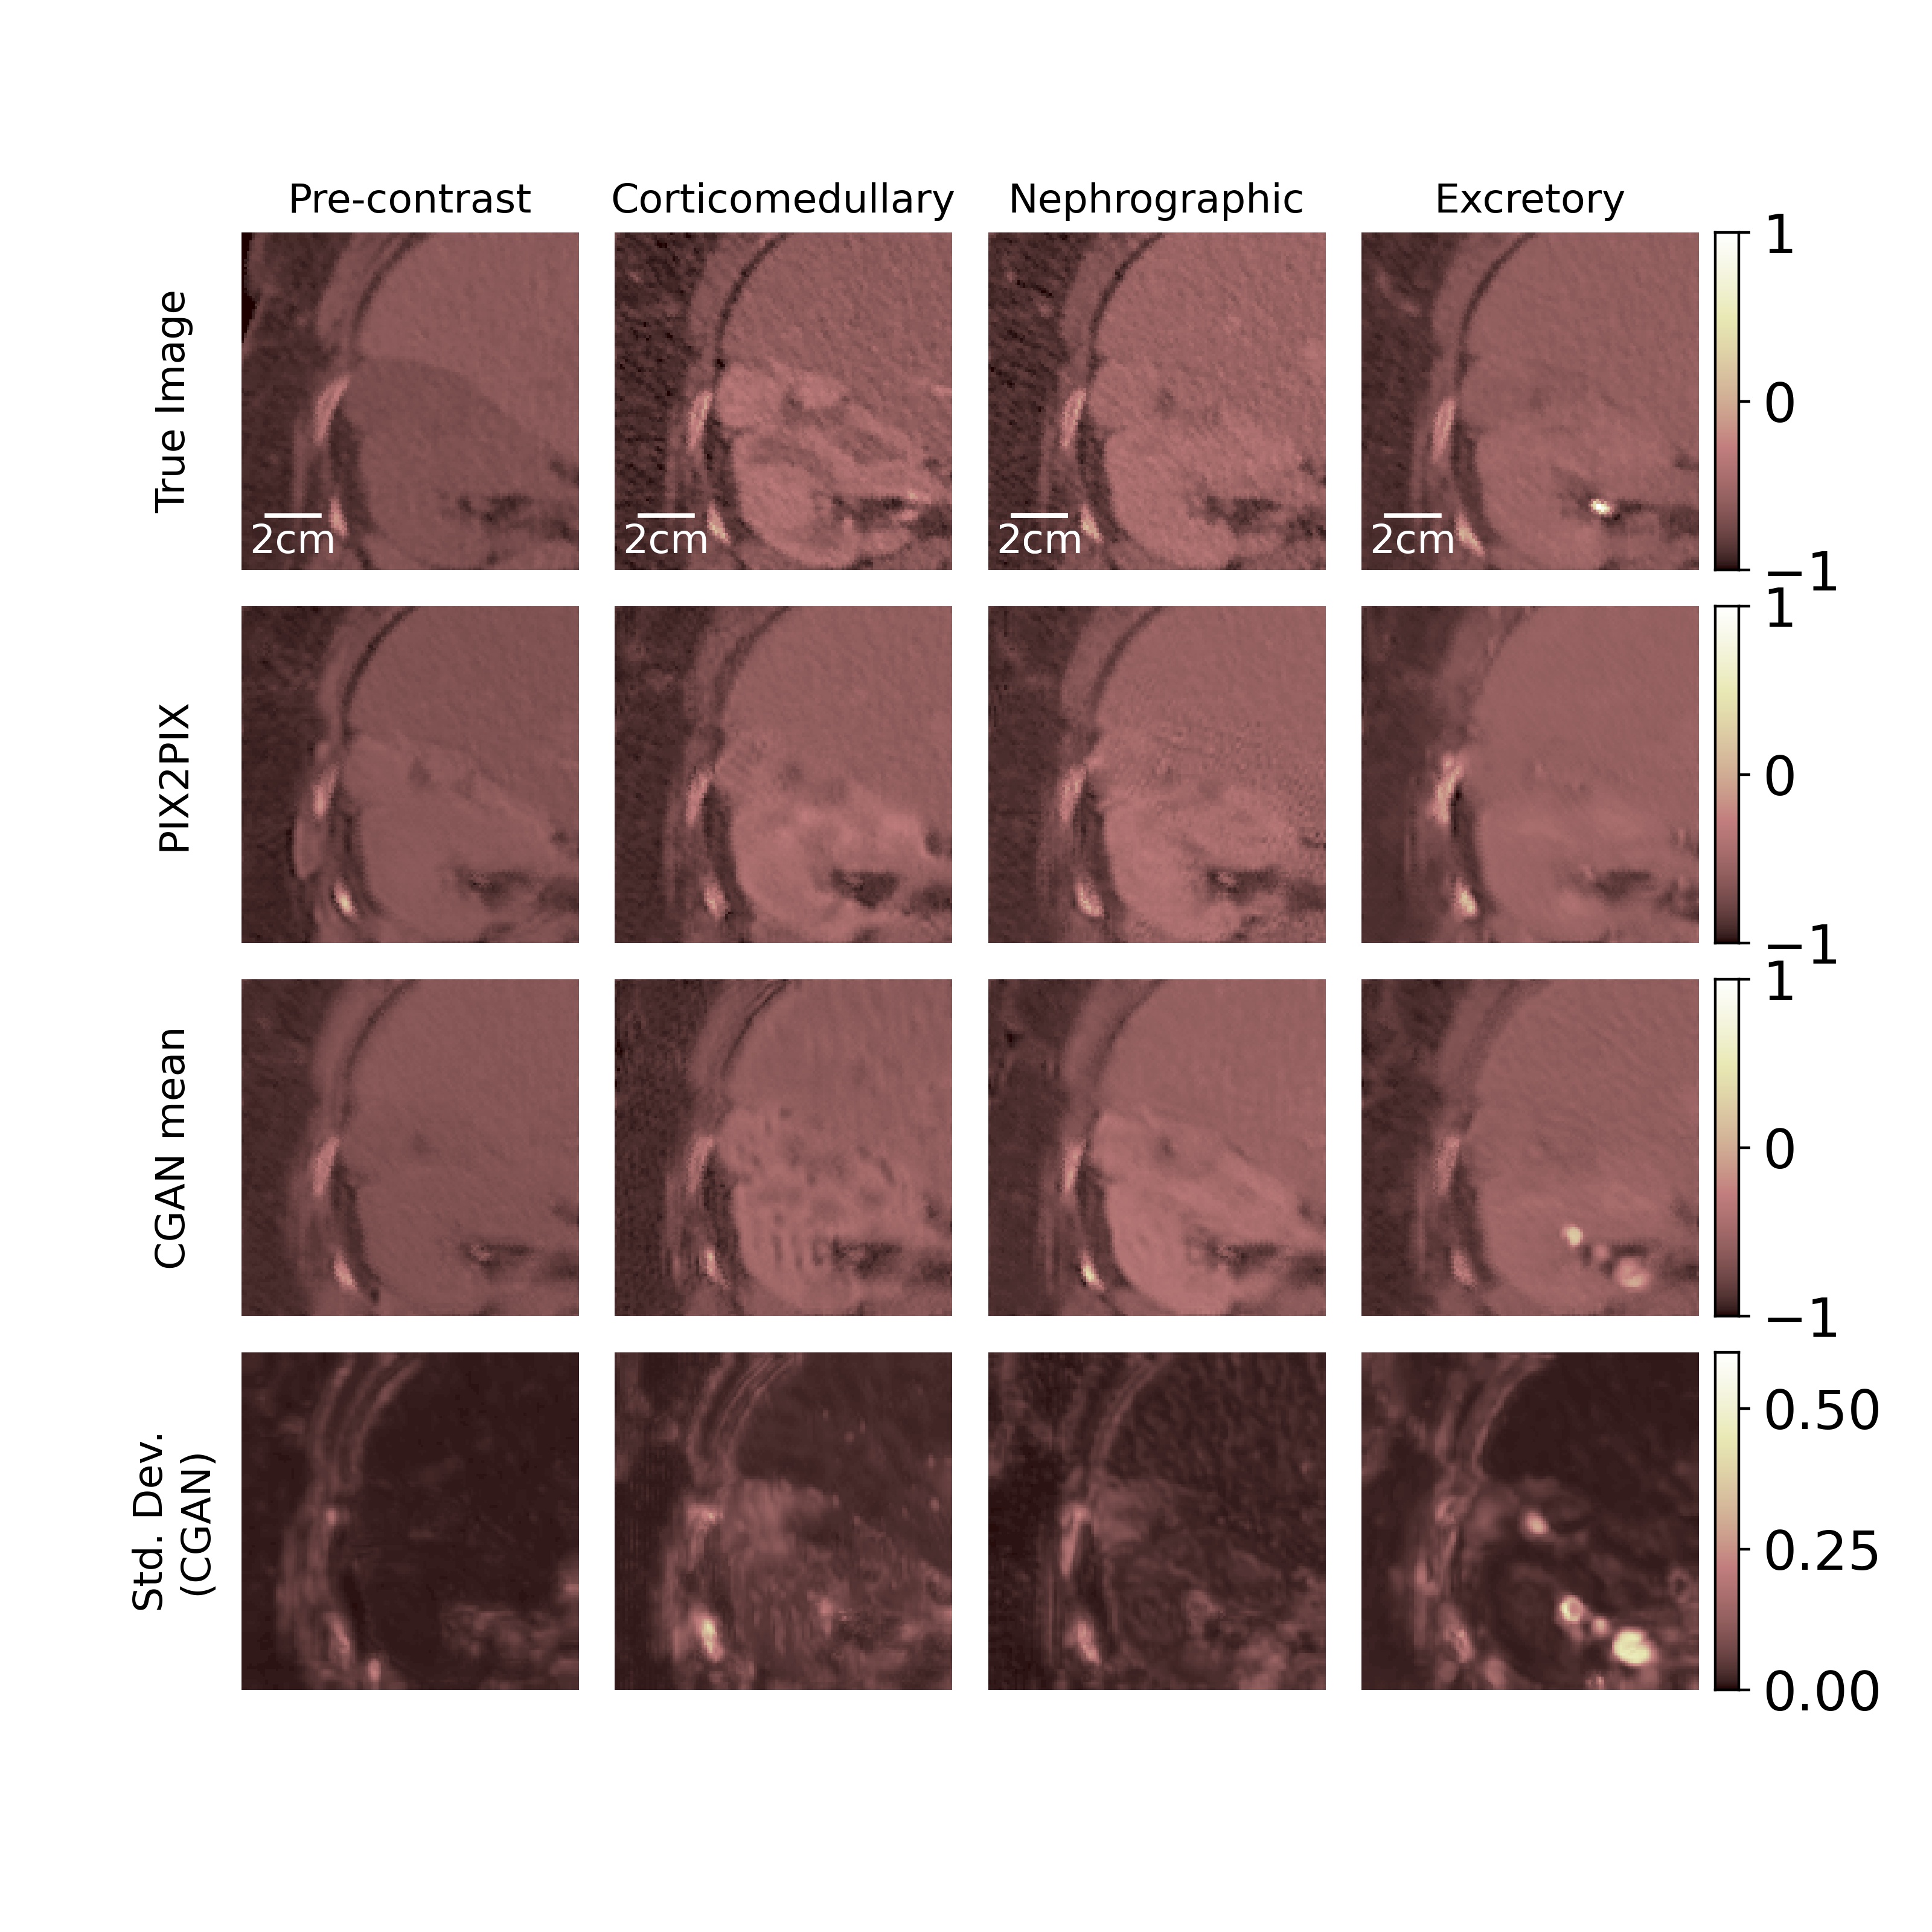 Pre-contrast
Corticomedullary
Nephrographic
Excretory
True Image
2cm
2cm
2cm
2cm
1
0
−1
PIX2PIX
1
0
−1
CGAN mean
1
0
−1
Std. Dev.
(CGAN)
0.50
0.25
0.00